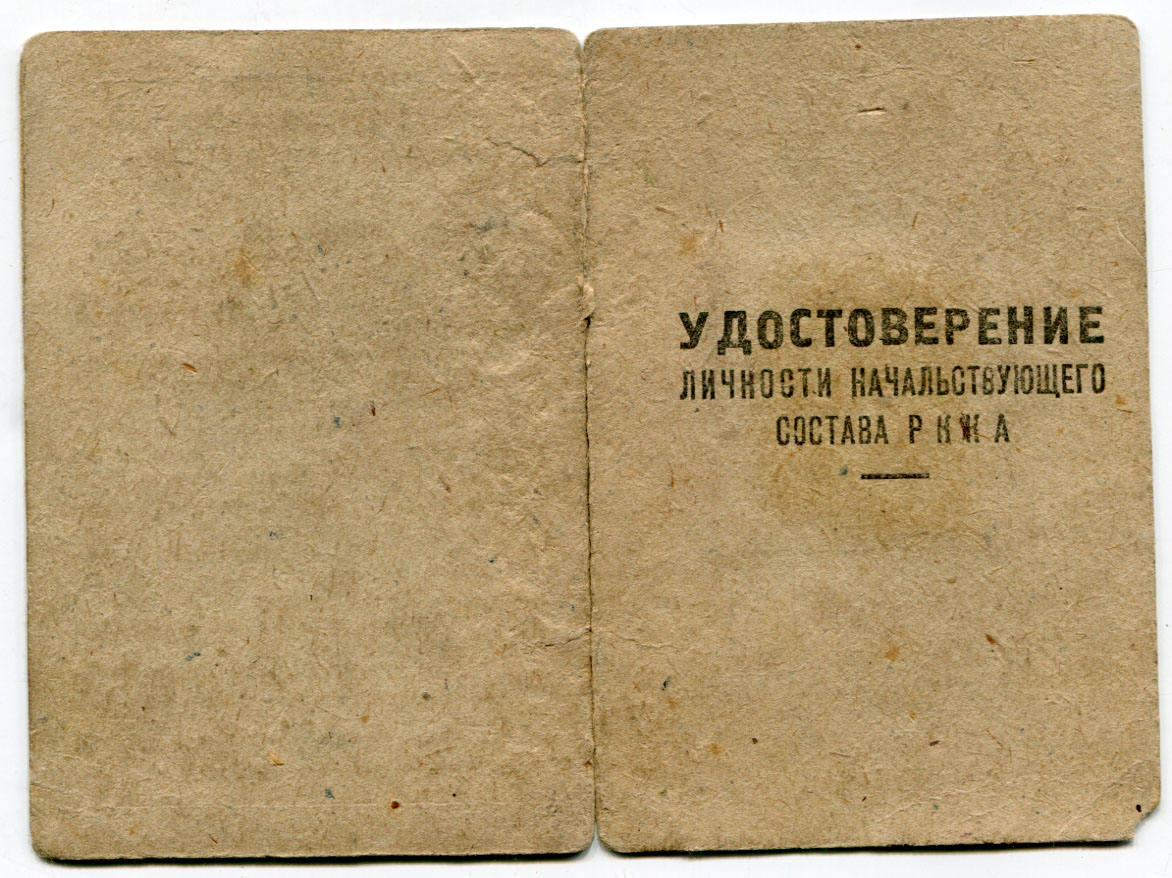 УДОСТОВЕРЕНИЕ
ЛИЧНОСТИ НАЧАЛЬСТВУЮЩЕГО
СОСТАВА Р К К А